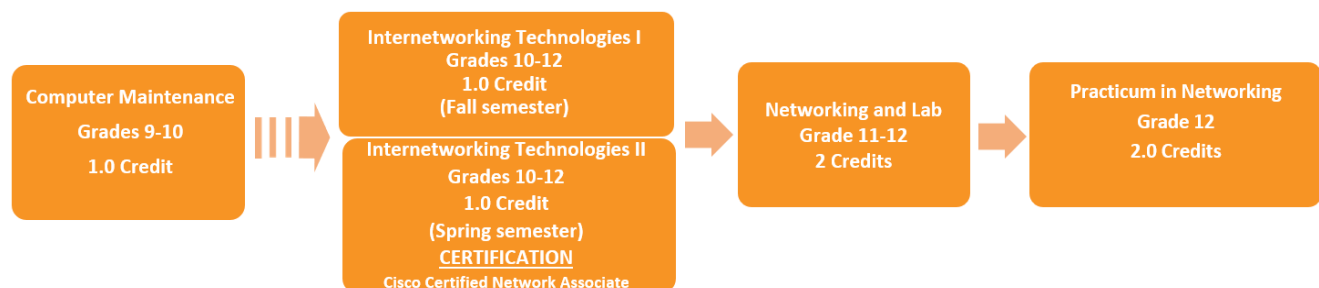 Computer Maintenance
Grades 9-10
1.0 Credit
Internetworking Technologies I
Grades 10-12
1.0 Credit
(Fall semester)
Internetworking Technologies II
Grades 10-12
1.0 Credit
(Spring semester)
CERTIFICATION
Cisco Certified Network Associate
Networking and Lab
Grade 11-12
2 Credits
Practicum in Networking
Grade 12
2.0 Credits